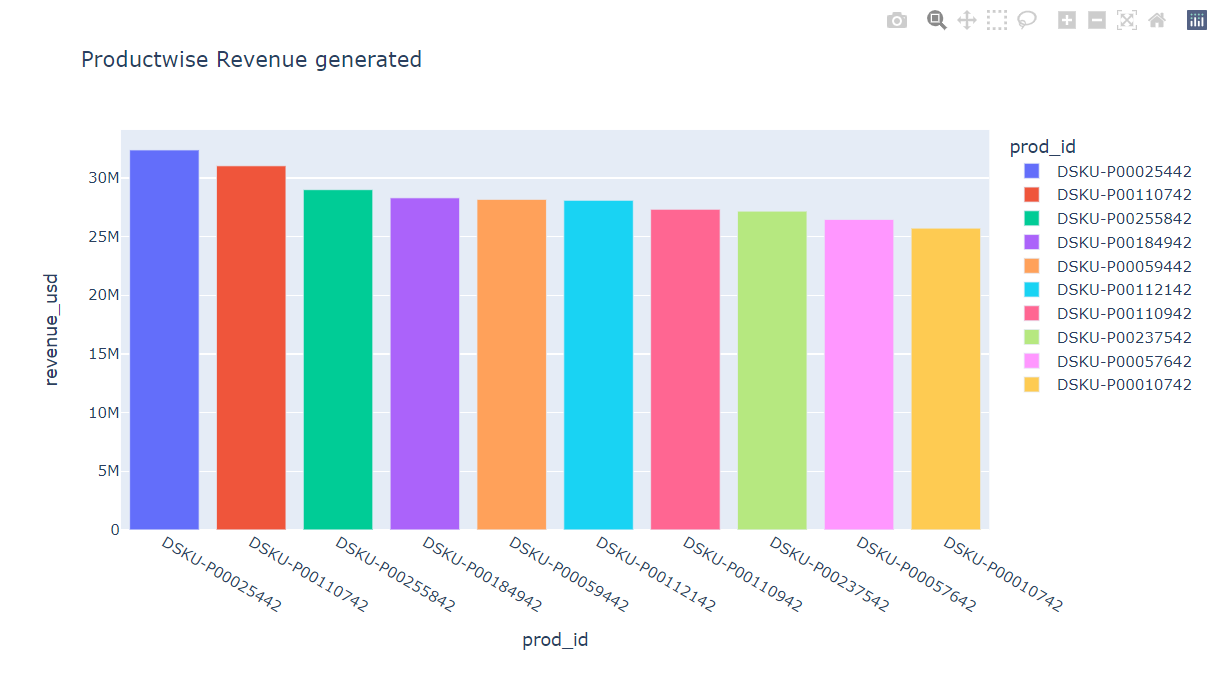 Productwise Revenue generated
prod_id
DSKU-P00025442
DSKU-P00110742
DSKU-P00255842
DSKU-P00184942
DSKU-P00059442
DSKU-P00112142
DSKU-P00110942
DSKU-P00237542
DSKU-P00057642
DSKU-P00010742
revenue_usd
30M
25M
20M
15M
10M
5M
0
DSKU-P00025442
DSKU-P00110742
DSKU-P00255842
DSKU-P00184942
DSKU-P00059442
DSKU-P00112142
DSKU-P00110942
DSKU-P00237542
DSKU-P00057642
DSKU-P00010742
prod_id